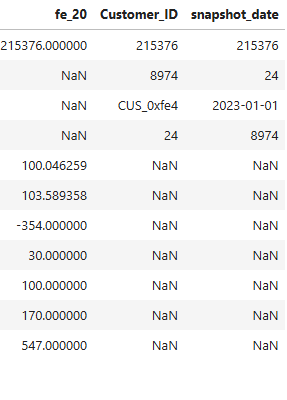 fe_20 Customer_ID snapshot_date
215376.000000 215376 215376
NaN 8974 24
NaN CUS_0xfe4 2023-01-01
NaN 24 8974
100.046259 NaN NaN
103.589358 NaN NaN
-354.000000 NaN NaN
30.000000 NaN NaN
100.000000 NaN NaN
170.000000 NaN NaN
547.000000 NaN NaN